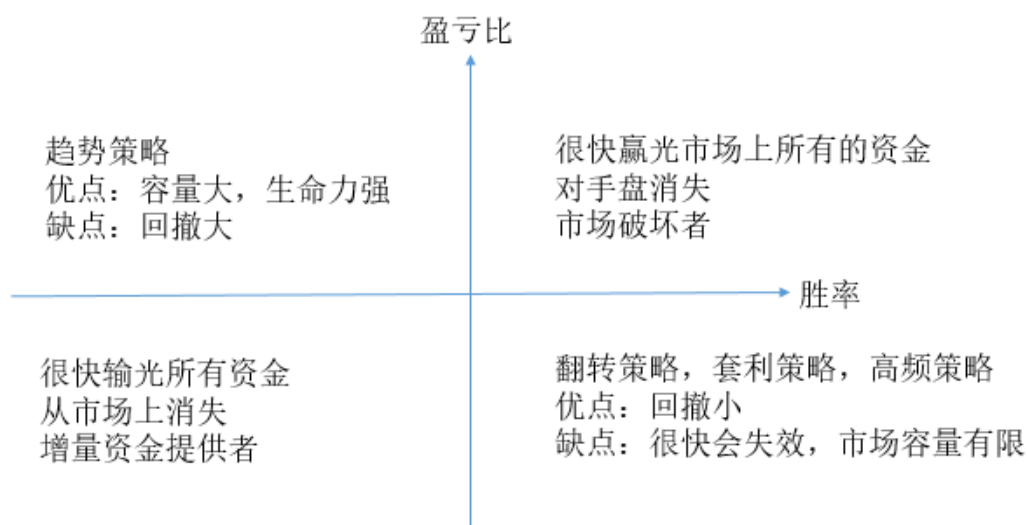 盈亏比
趋势策略
优点：容量大，生命力强
缺点：回撤大
很快赢光市场上所有的资金
对手盘消失
市场破坏者
胜率
很快输光所有资金
从市场上消失
增量资金提供者
翻转策略，套利策略，高频策略
优点：回撤小
缺点：很快会失效，市场容量有限